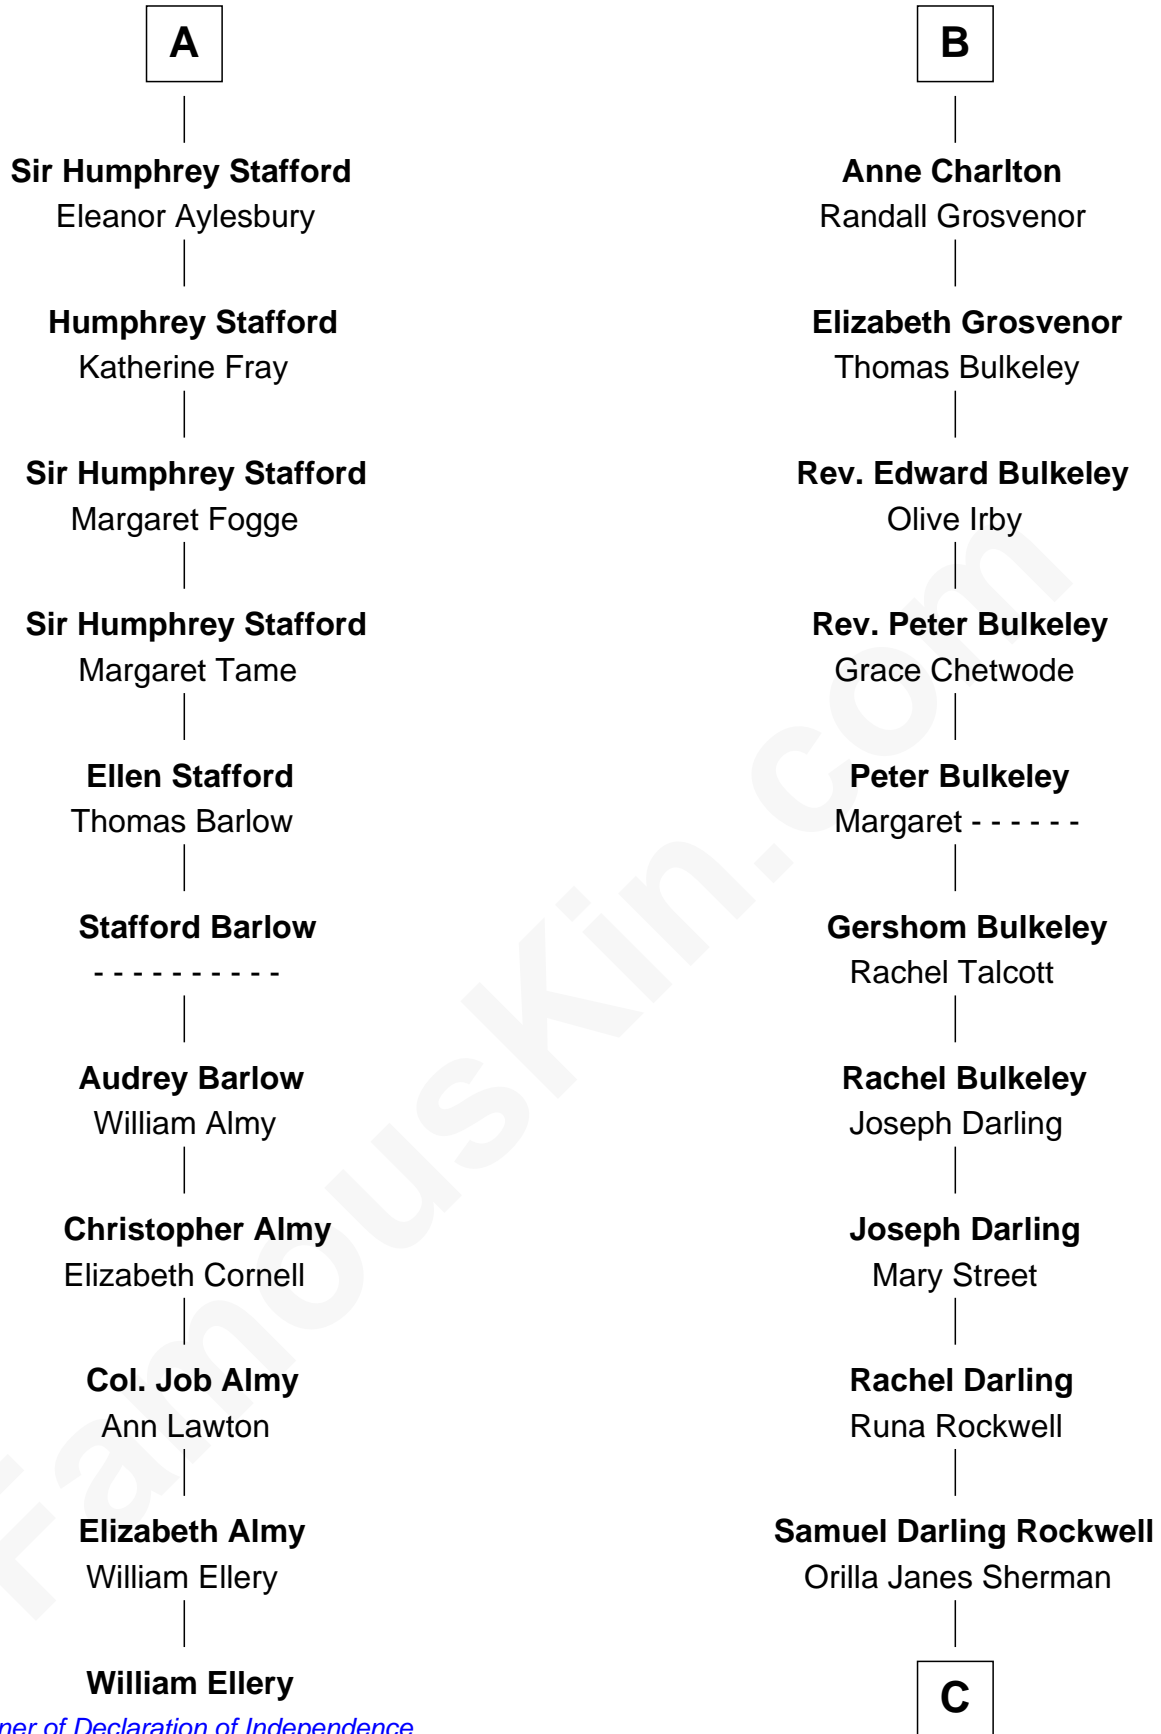 A
Sir Humphrey Stafford
Eleanor Aylesbury
Humphrey Stafford
Katherine Fray
Sir Humphrey Stafford
Margaret Fogge
Sir Humphrey Stafford
Margaret Tame
Ellen Stafford
Thomas Barlow
Stafford Barlow
- - - - - - - - - -
Audrey Barlow
William Almy
Christopher Almy
Elizabeth Cornell
Col. Job Almy
Ann Lawton
Elizabeth Almy
William Ellery
William Ellery
of Declaration of Independence
B
Anne Charlton
Randall Grosvenor
Elizabeth Grosvenor
Thomas Bulkeley
Rev. Edward Bulkeley
Olive Irby
Rev. Peter Bulkeley
Grace Chetwode
Peter Bulkeley
Margaret - - - - - -
Gershom Bulkeley
Rachel Talcott
Rachel Bulkeley
Joseph Darling
Joseph Darling
Mary Street
Rachel Darling
Runa Rockwell
Samuel Darling Rockwell
Orilla Janes Sherman
C
FamousKin.com